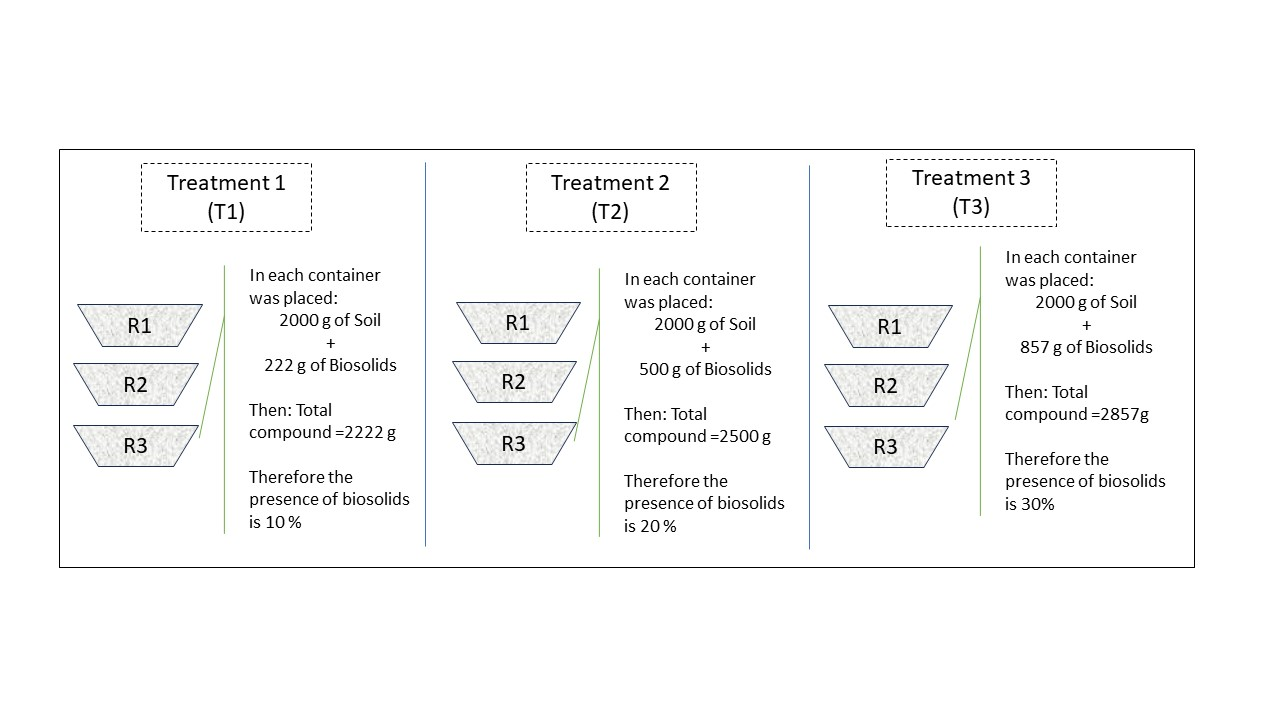 Treatment 1
(T1)
R1
R2
R3
In each container
was placed:
2000 g of Soil
+
222 g of Biosolids
Then: Total
compound =2222 g
Therefore the
presence of biosolids
is 10 %
Treatment 2
(T2)
R1
R2
R3
In each container
was placed:
2000 g of Soil
+
500 g of Biosolids
Then: Total
compound =2500 g
Therefore the
presence of biosolids
is 20 %
Treatment 3
(T3)
R1
R2
R3
In each container
was placed:
2000 g of Soil
+
857 g of Biosolids
Then: Total
compound =2857g
Therefore the
presence of biosolids
is 30%